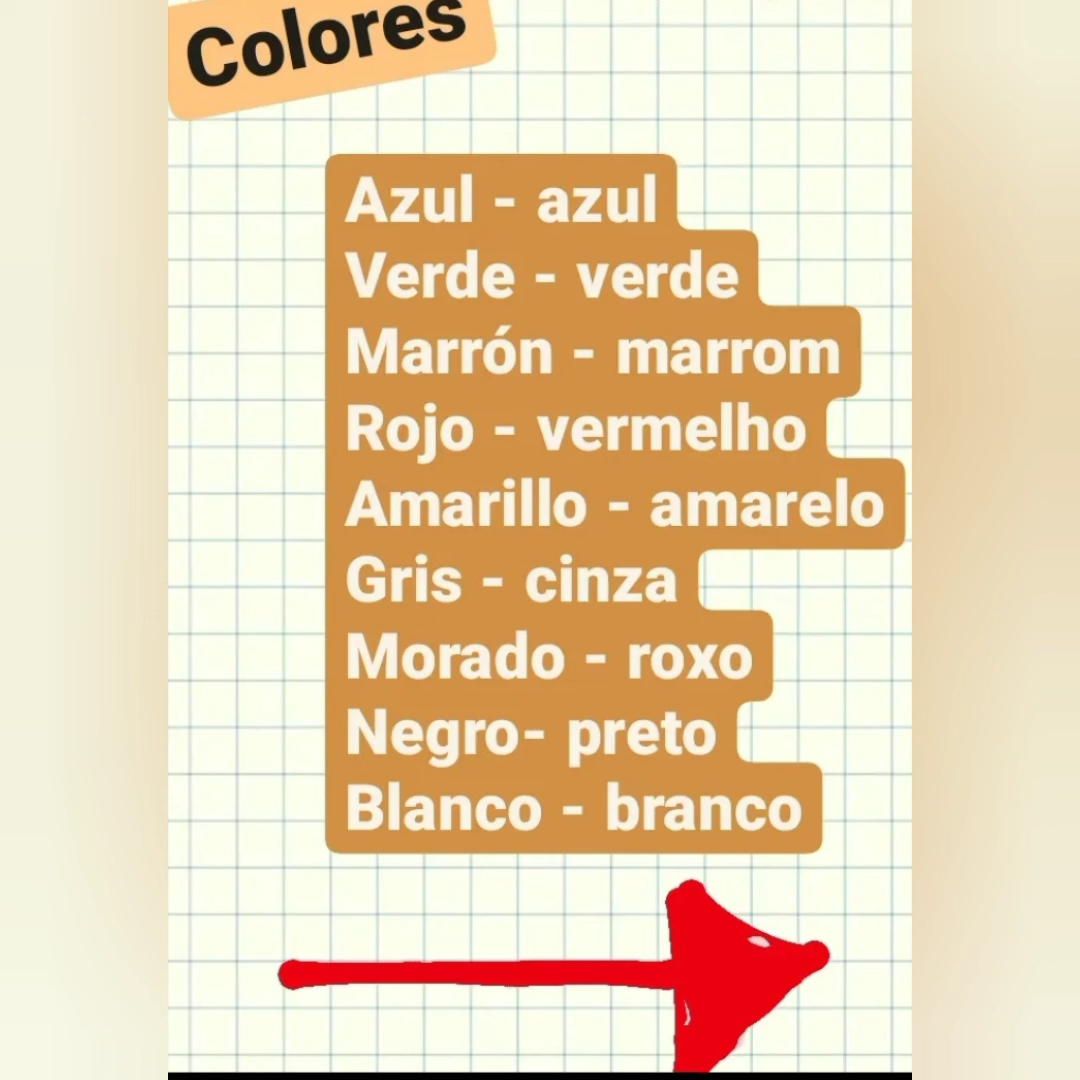 Colores
Azul - azul
Verde - verde
Marrón - marrom
Rojo - vermelho
Amarillo - amarelo
Gris - cinza
Morado - roxo
Negro- preto
Blanco - branco